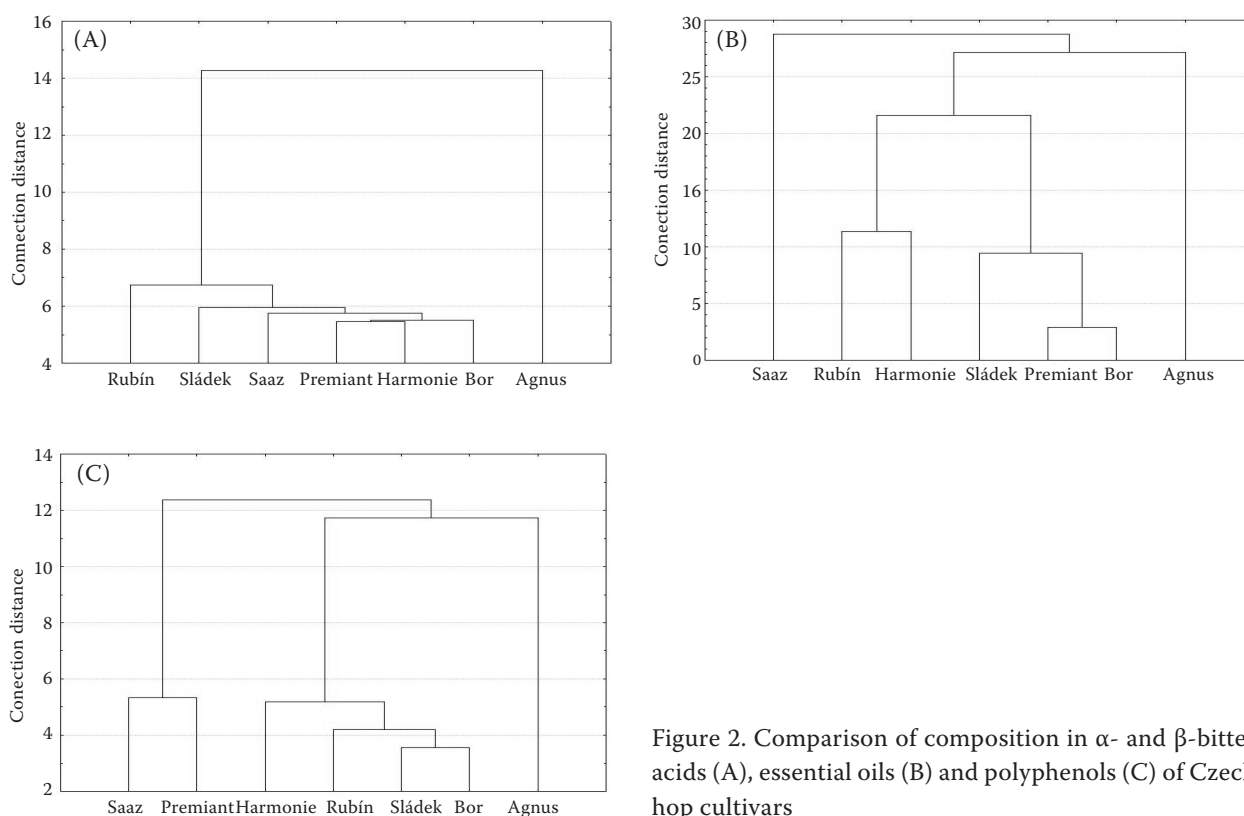 (A)
Connection distance
16
14
12
10
8
6
4
Rubín Sládek Saaz Premiant Harmonie Bor Agnus
(B)
Conection distance
30
25
20
16
10
5
0
Saaz Rubín Harmonie Sládek Premiant Bor Agnus
(C)
Conection distance
14
12
10
8
6
4
2
Saaz Premiant Harmonie Rubín Sládek Bor Agnus
Figure 2. Comparison of composition in α- and β-bitte
acids (A), essential oils (B) and polyphenols (C) of Czec
hop cultivars